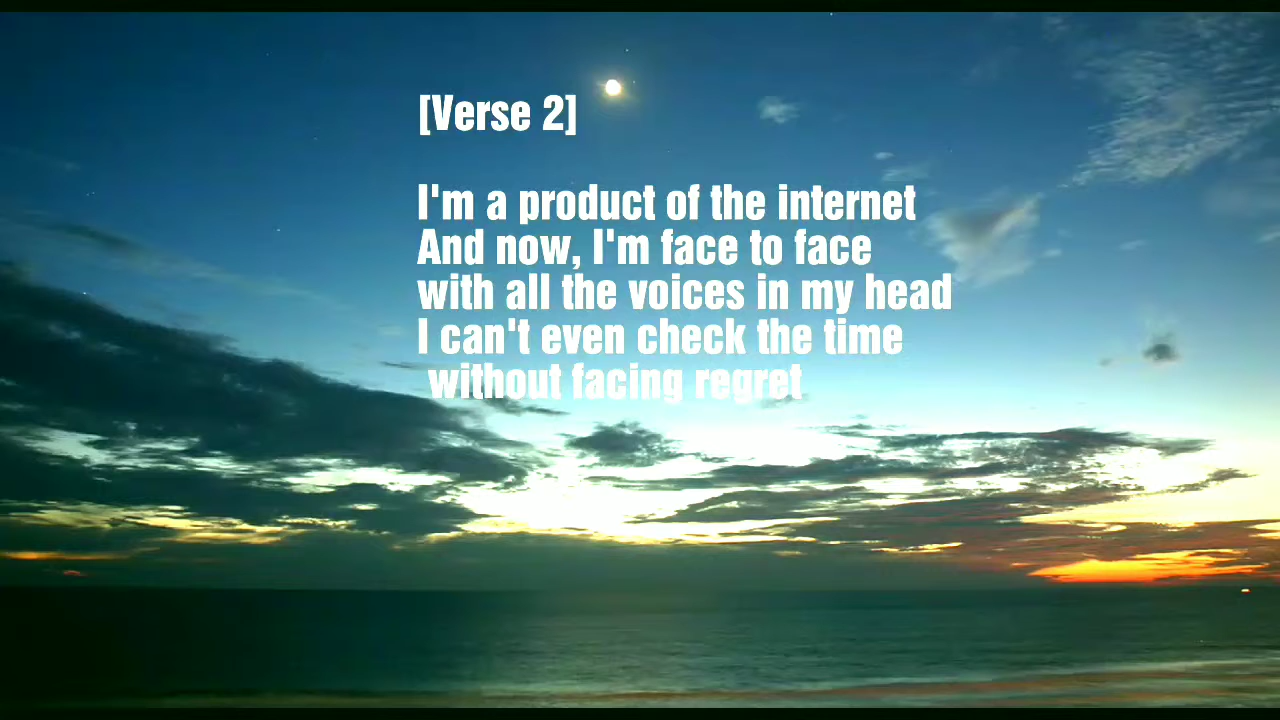 [Verse 2]
I'm a product of the internet
And now, I'm face to face
with all the voices in my head
I can't even check the time
without facing regret